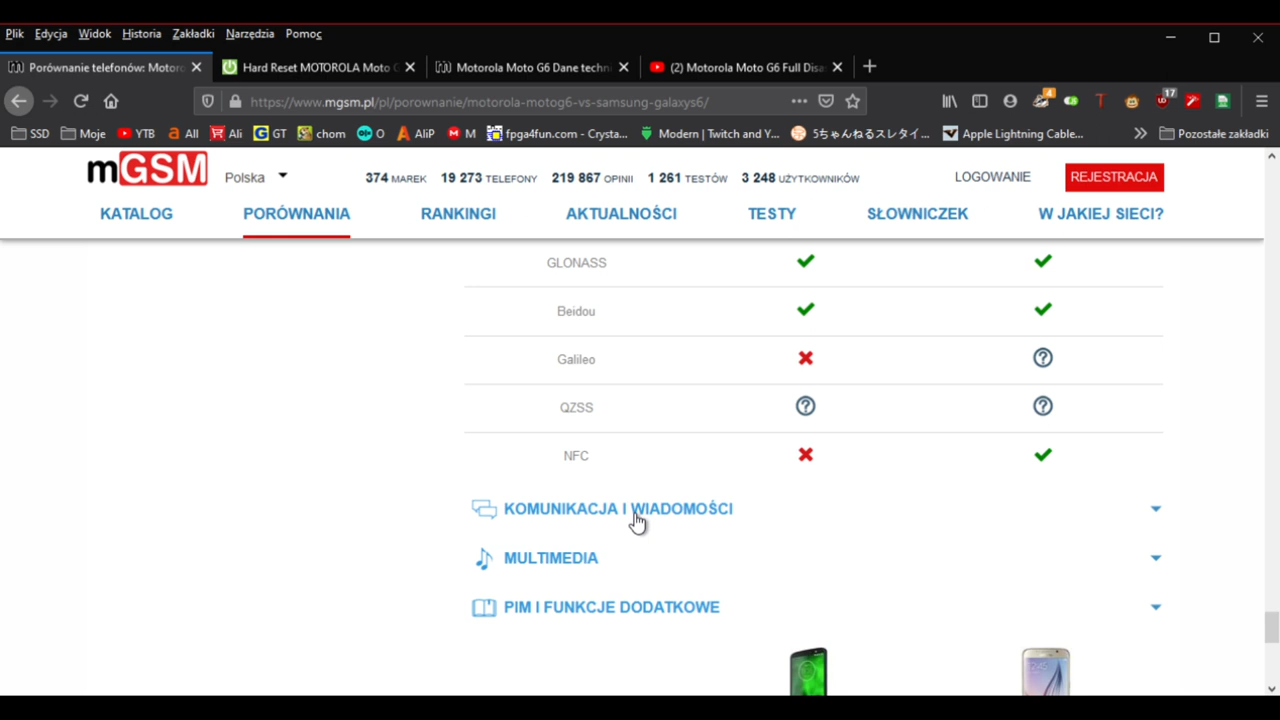 Plik Edycja Widok Historia Zakładki Narzędzia Pomoc
Porównanie telefonów: Motoro Hard Reset MOTOROLA Moto G Motorola Moto G6 Dane techn (2) Motorola Moto G6 Full Disa
https://www.mgsm.pl/pl/porownanie/motorola-motog6-vs-samsung-galaxys6/ 4 17
SSD Moje YTB All Ali GT chom O AliP M fpga4fun.com - Crysta... Modern | Twitch and Y... 5ちゃんねるスレタイ... Apple Lightning Cable... Pozostałe zakładki
mGSM Polska 374 MAREK 19 273 TELEFONY 219 867 OPINII 1 261 TESTÓW 3 248 UŻYTKOWNIKÓW LOGOWANIE REJESTRACJA
KATALOG PORÓWNANIA RANKINGI AKTUALNOŚCI TESTY SŁOWNICZEK W JAKIEJ SIECI?
GLONASS
Beidou
Galileo
QZSS
NFC
KOMUNIKACJA I WIADOMOŚCI
MULTIMEDIA
PIM I FUNKCJE DODATKOWE